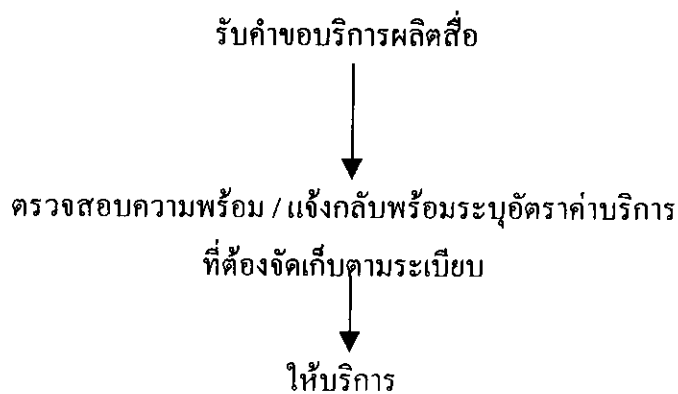 รับคำขอบริการผลิตสื่อ
ตรวจสอบความพร้อม / แจ้งกลับพร้อมระบุอัตราค่าบริการ
ที่ต้องจัดเก็บตามระเบียบ
ให้บริการ